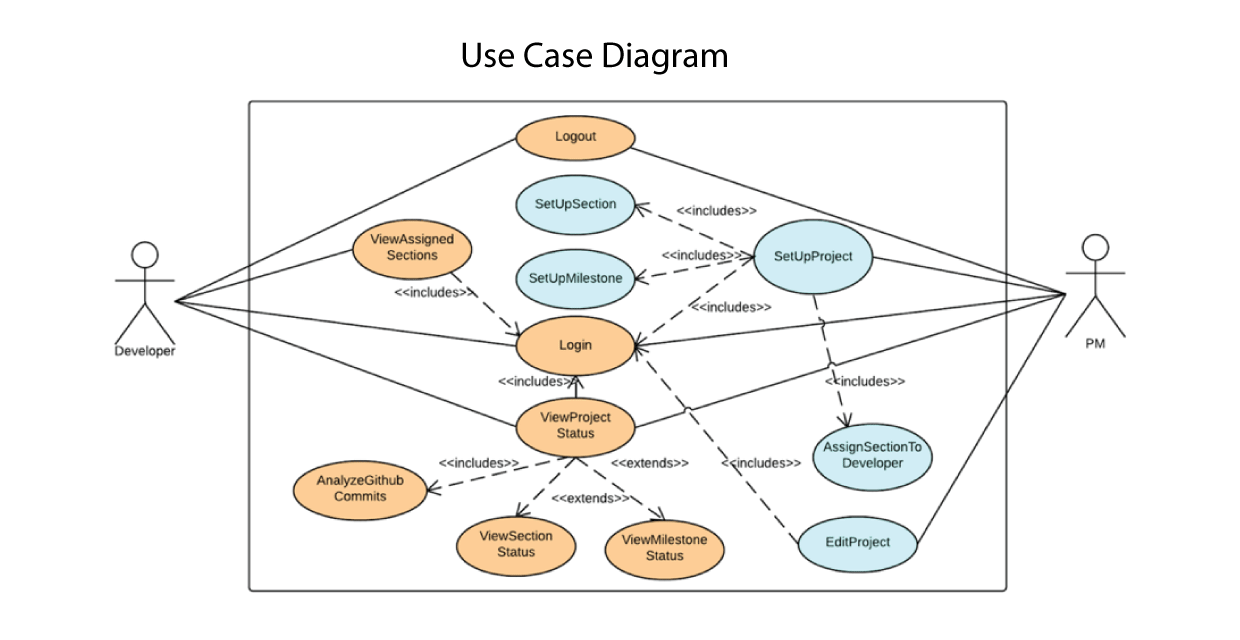 Use Case Diagram
Logout
SetUpSection
<<includes>>
ViewAssigned
Sections
SetUpProject
<<includes>>
SetUpMilestone
<<includes>>
<<includes>>
Login
Developer
PM
<<includes>>
<<includes>>
ViewProject
Status
AssignSectionTo
Developer
<<includes>>
<<extends>>
<<includes>>
AnalyzeGithub
Commits
<<extends>>
ViewSection
Status
ViewMilestone
Status
EditProject